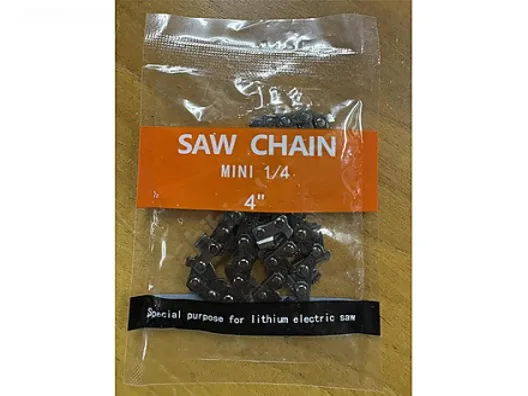 SAW CHAIN
MINI 1/4
4"
Special purpose for lithium electric saw